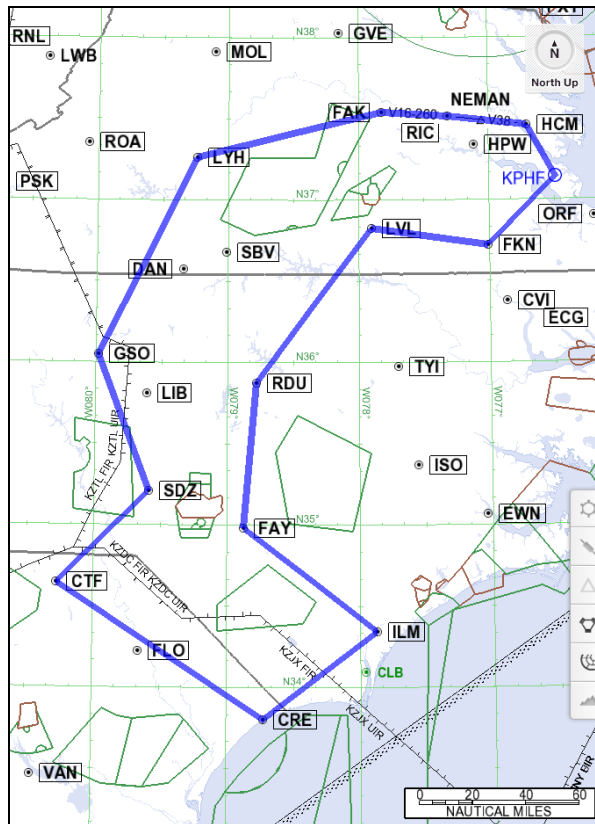 PXT
RNL
LWB
MOL
GVE
N38°
North Up
NEMAN
FAK
V16-260
V38
HCM
RIC
HPW
ROA
LYH
KPHF
PSK
N37°
ORF
LVL
FKN
SBV
DAN
CVI
ECG
GSO
N36°
TYI
RDU
LIB
W080°
W079°
W078°
W077°
KZTL FIR KZTL UIR
ISO
SDZ
EWN
FAY
N35°
KZDC FIR KZDC UIR
CTF
ILM
FLO
KZJX FIR
CLB
N34°
KZJX UIR
CRE
VAN
NY FIR
0 20 40 60
NAUTICAL MILES